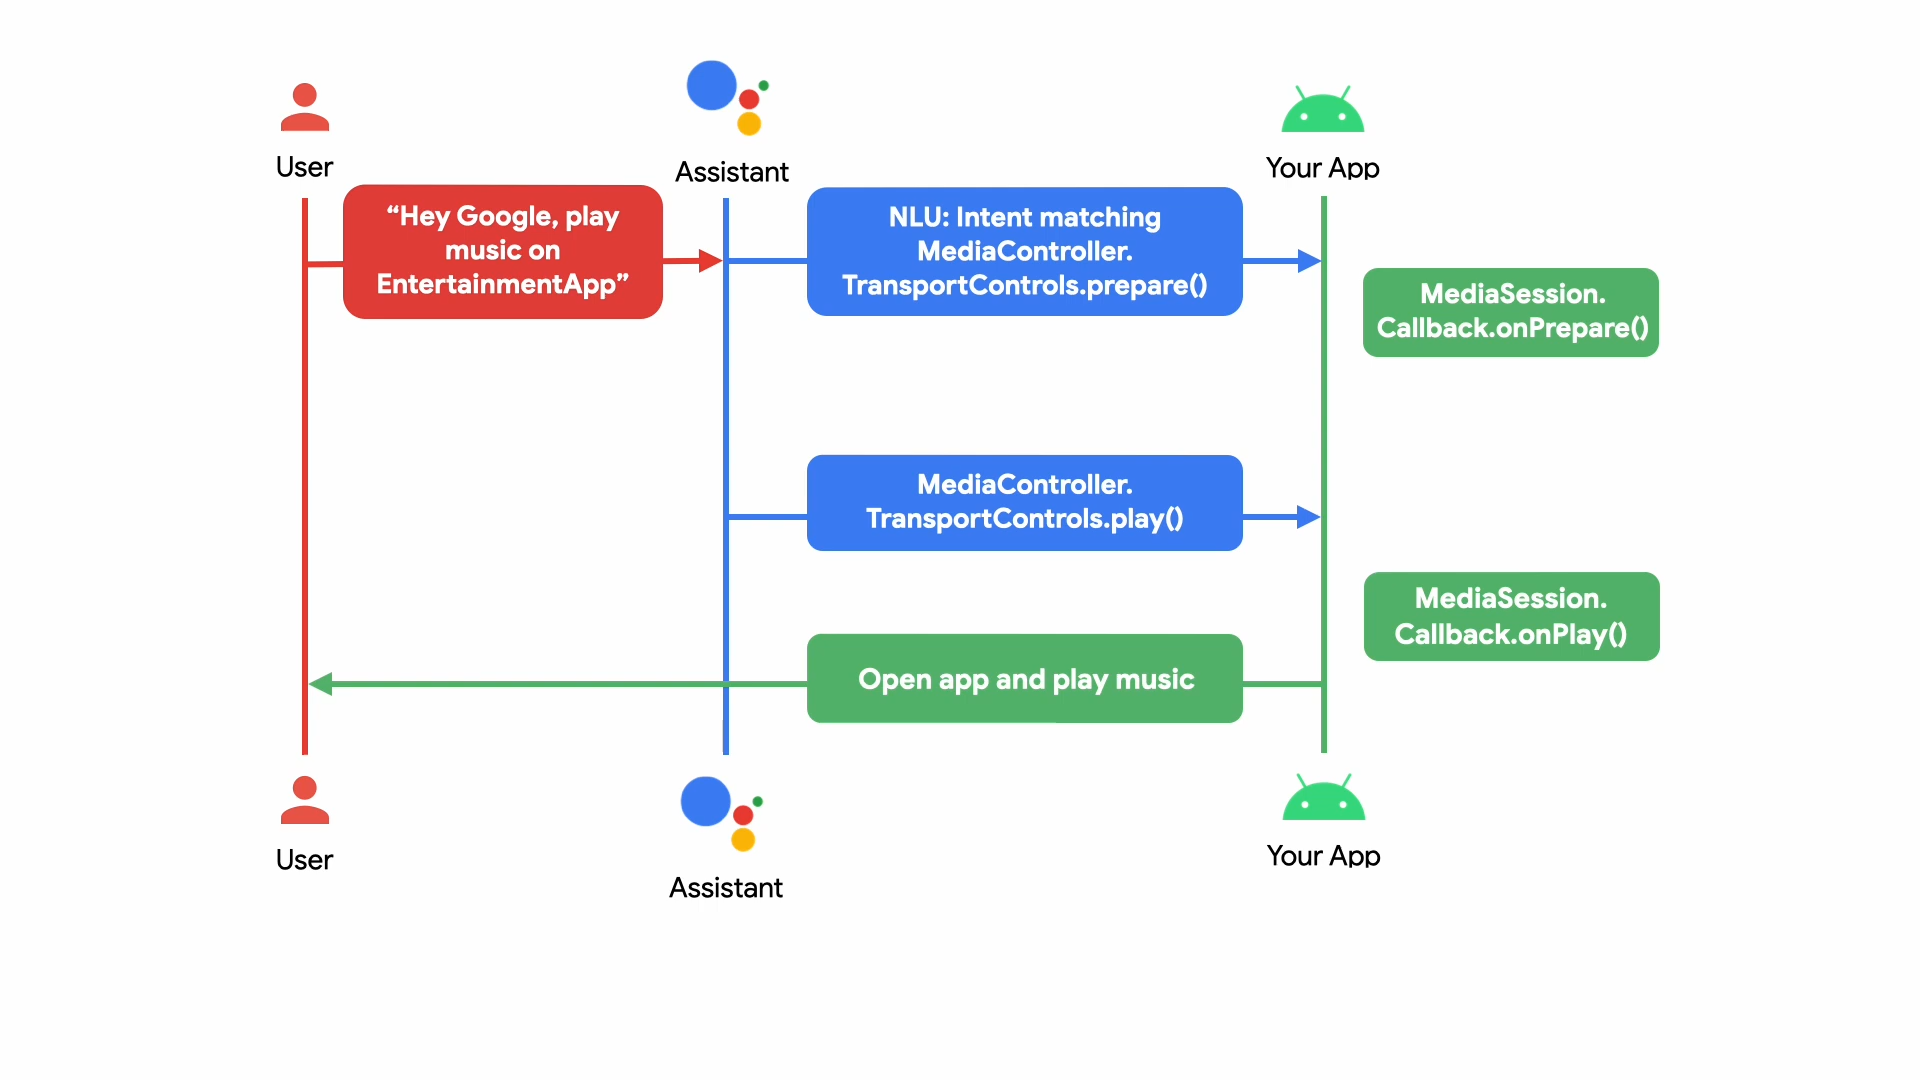 User
Assistant
Your App
“Hey Google, play
music on
EntertainmentApp”
NLU: Intent matching
MediaController.
TransportControls.prepare()
MediaSession.
Callback.onPrepare()
MediaController.
TransportControls.play()
MediaSession.
Callback.onPlay()
Open app and play music
User
Assistant
Your App